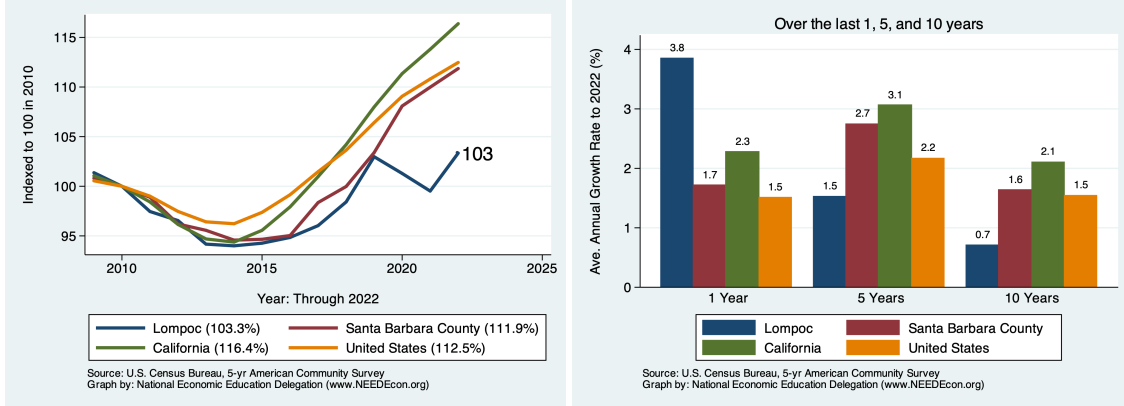 Indexed to 100 in 2010
115
110
105
100
95
103
2010
2015
2020
2025
Year: Through 2022
Lompoc (103.3%)
Santa Barbara County (111.9%)
California (116.4%)
United States (112.5%)
Source: U.S. Census Bureau, 5-yr American Community Survey
Graph by: National Economic Education Delegation (www.NEEDEcon.org)
Over the last 1, 5, and 10 years
Ave. Annual Growth Rate to 2022 (%)
4
3
2
1
0
3.8
1.7
2.3
1.5
1.5
2.7
3.1
2.2
0.7
1.6
2.1
1.5
1 Year
5 Years
10 Years
Lompoc
Santa Barbara County
California
United States
Source: U.S. Census Bureau, 5-yr American Community Survey
Graph by: National Economic Education Delegation (www.NEEDEcon.org)